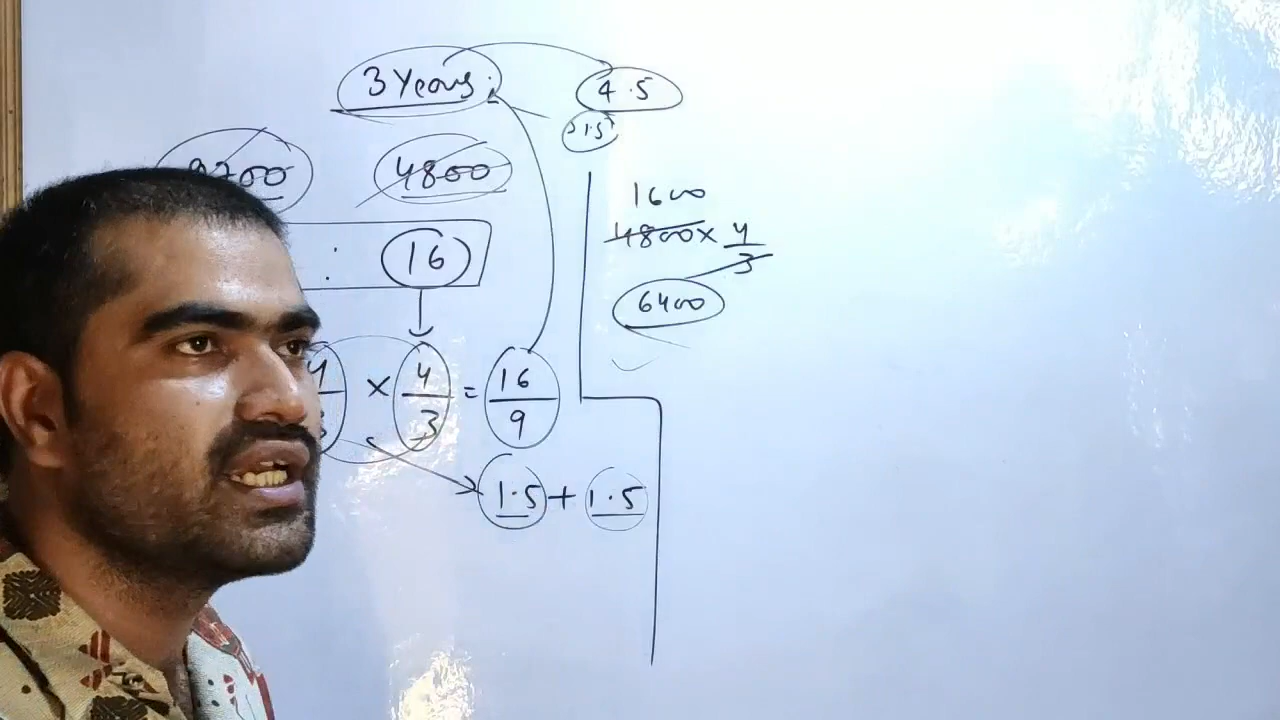 3 Years. 4.5
1.5
4800
1600
: 16
4800 × 4/3
6400
× 4/3 = 16/9
1.5 + 1.5